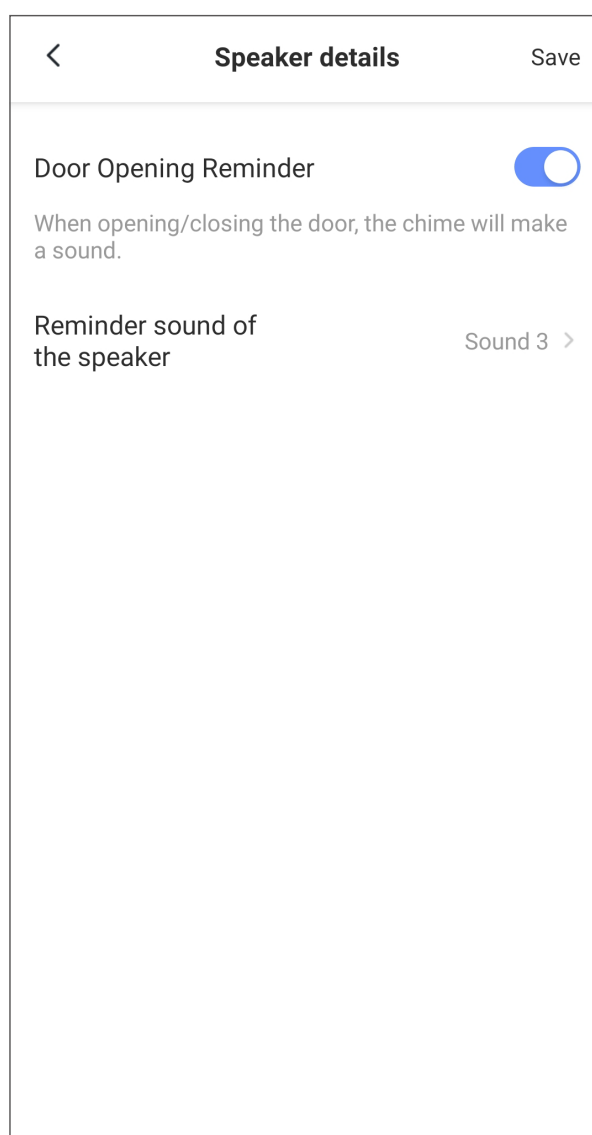 Speaker details
Save
Door Opening Reminder
When opening/closing the door, the chime will make
a sound.
Reminder sound of
the speaker
Sound 3